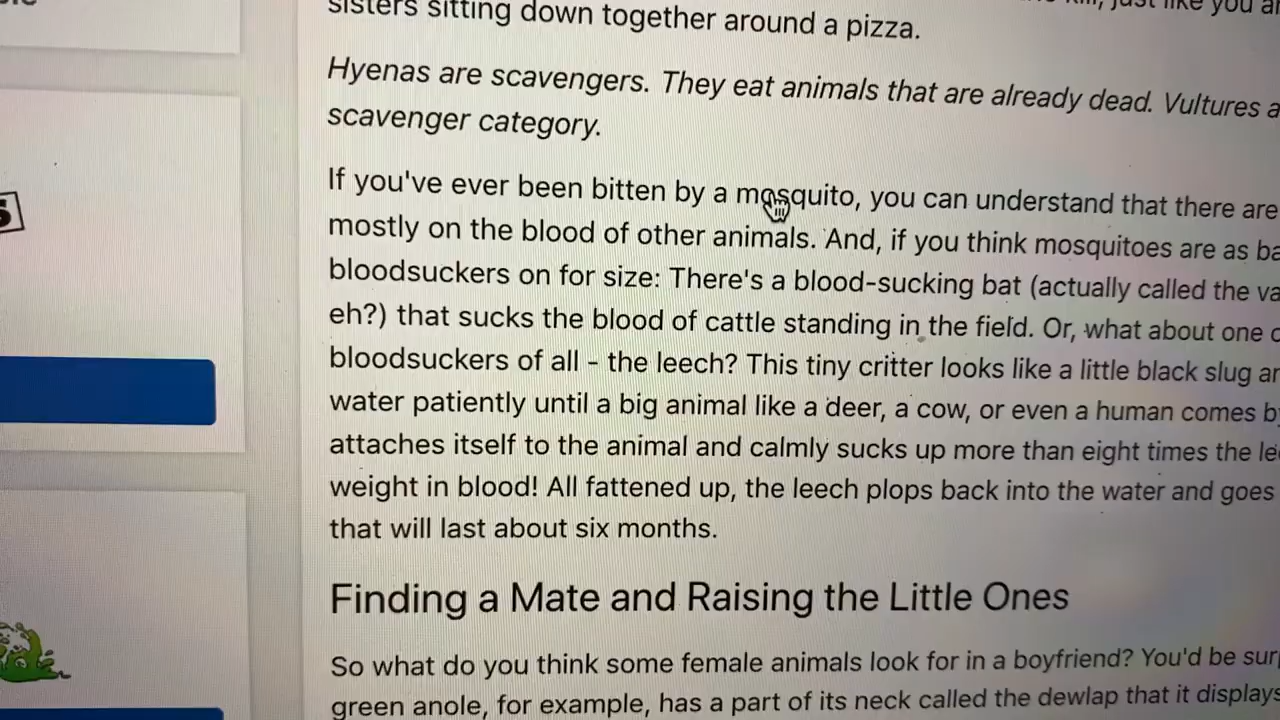 sisters sitting down together around a pizza.
Hyenas are scavengers. They eat animals that are already dead. Vultures a
scavenger category.
If you've ever been bitten by a mosquito, you can understand that there are
mostly on the blood of other animals. And, if you think mosquitoes are as ba
bloodsuckers on for size: There's a blood-sucking bat (actually called the va
eh?) that sucks the blood of cattle standing in the field. Or, what about one o
bloodsuckers of all - the leech? This tiny critter looks like a little black slug an
water patiently until a big animal like a deer, a cow, or even a human comes by
attaches itself to the animal and calmly sucks up more than eight times the lee
weight in blood! All fattened up, the leech plops back into the water and goes
that will last about six months.
Finding a Mate and Raising the Little Ones
So what do you think some female animals look for in a boyfriend? You'd be surp
green anole, for example, has a part of its neck called the dewlap that it displays